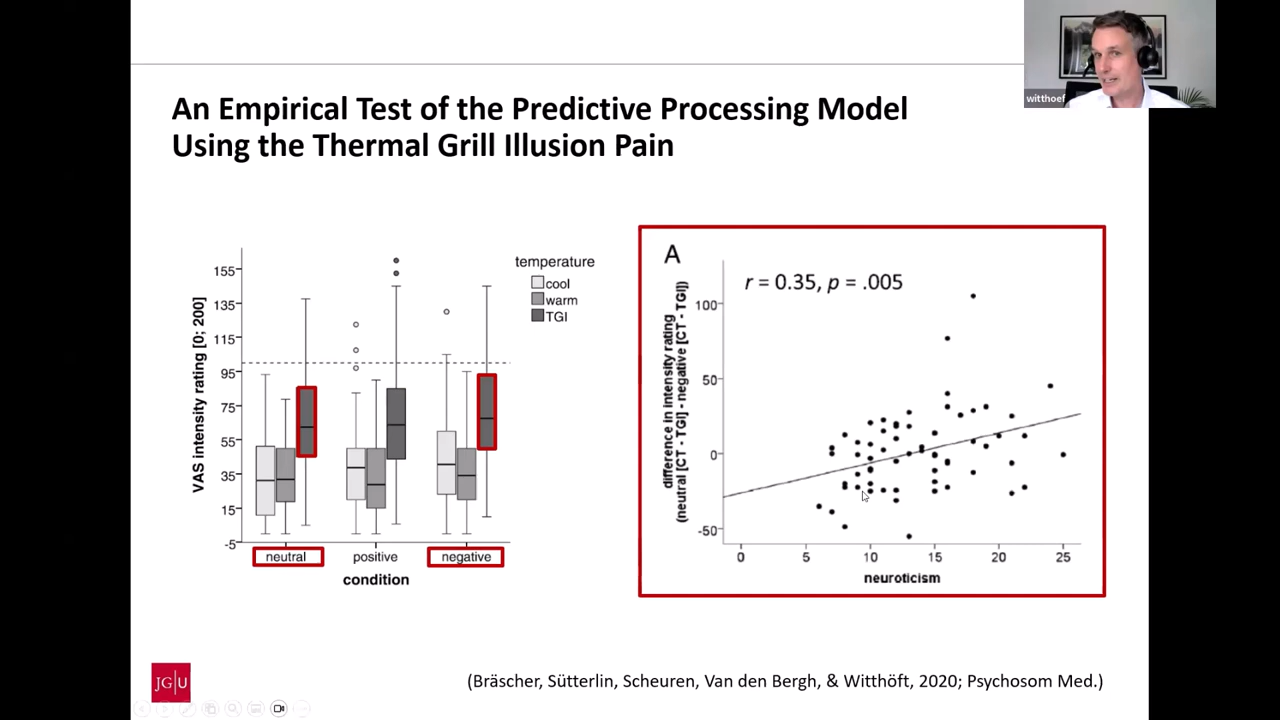 witthoef
An Empirical Test of the Predictive Processing Model
Using the Thermal Grill Illusion Pain
155
135
115
95
75
55
35
15
-5
VAS intensity rating [0; 200]
neutral
positive
negative
condition
temperature
cool
warm
TGI
A
r = 0.35, p = .005
difference in intensity rating
(neutral [CT - TGI] - negative [CT - TGI])
100
50
0
-50
0
5
10
15
20
25
neuroticism
JG|U
(Bräscher, Sütterlin, Scheuren, Van den Bergh, & Witthöft, 2020; Psychosom Med.)